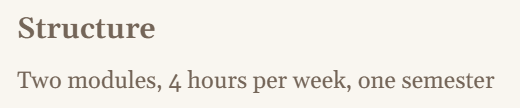 Structure
Two modules, 4 hours per week, one semester